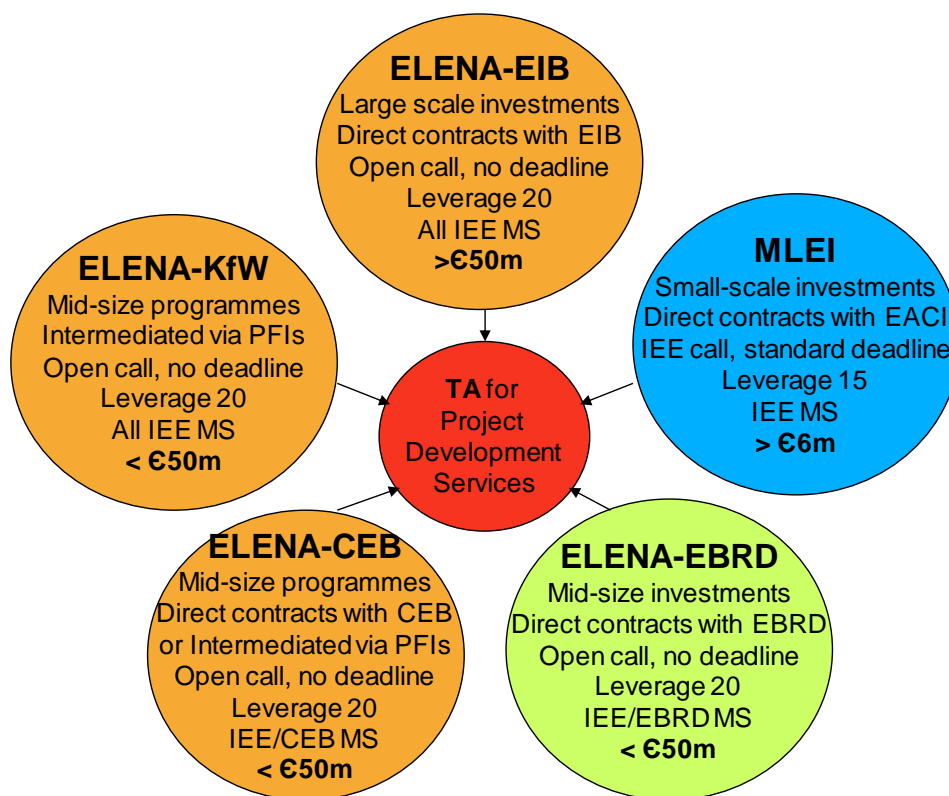 ELENA-EIB
Large scale investments
Direct contracts with EIB
Open call, no deadline
Leverage 20
All IEE MS
>€50m
ELENA-KfW
Mid-size programmes
Intermediated via PFIs
Open call, no deadline
Leverage 20
All IEE MS
< €50m
MLEI
Small-scale investments
Direct contracts with EACI
IEE call, standard deadline
Leverage 15
IEE MS
> €6m
TA for
Project
Development
Services
ELENA-CEB
Mid-size programmes
Direct contracts with CEB
or Intermediated via PFIs
Open call, no deadline
Leverage 20
IEE/CEB MS
< €50m
ELENA-EBRD
Mid-size investments
Direct contracts with EBRD
Open call, no deadline
Leverage 20
IEE/EBRD MS
< €50m